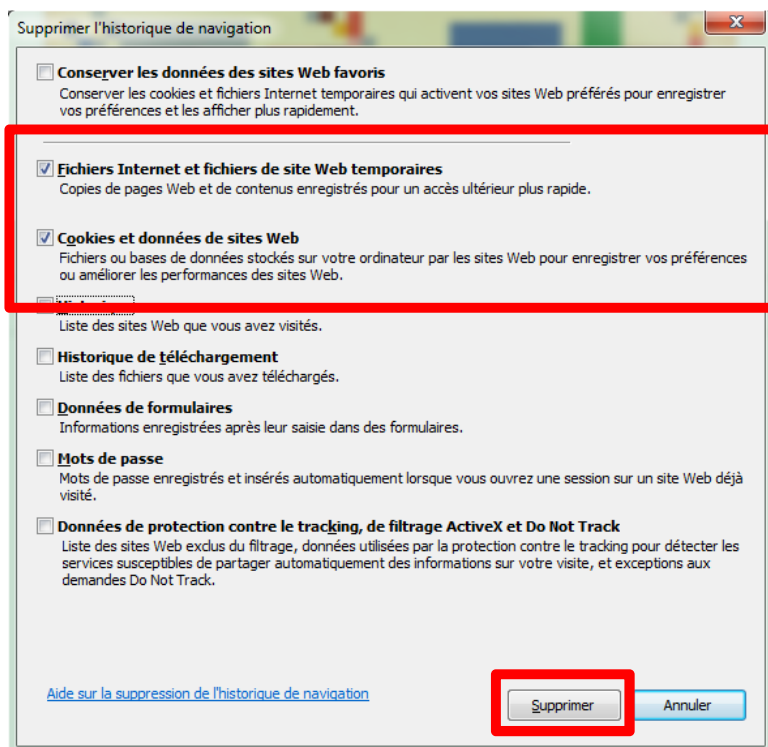 Supprimer l'historique de navigation
Conserver les données des sites Web favoris
Conserver les cookies et fichiers Internet temporaires qui activent vos sites Web préférés pour enregistrer
vos préférences et les afficher plus rapidement.
Fichiers Internet et fichiers de site Web temporaires
Copies de pages Web et de contenus enregistrés pour un accès ultérieur plus rapide.
Cookies et données de sites Web
Fichiers ou bases de données stockés sur votre ordinateur par les sites Web pour enregistrer vos préférences
ou améliorer les performances des sites Web.
Liste des sites Web que vous avez visités.
Historique de téléchargement
Liste des fichiers que vous avez téléchargés.
Données de formulaires
Informations enregistrées après leur saisie dans des formulaires.
Mots de passe
Mots de passe enregistrés et insérés automatiquement lorsque vous ouvrez une session sur un site Web déjà
visité.
Données de protection contre le tracking, de filtrage ActiveX et Do Not Track
Liste des sites Web exclus du filtrage, données utilisées par la protection contre le tracking pour détecter les
services susceptibles de partager automatiquement des informations sur votre visite, et exceptions aux
demandes Do Not Track.
Aide sur la suppression de l'historique de navigation
Supprimer
Annuler